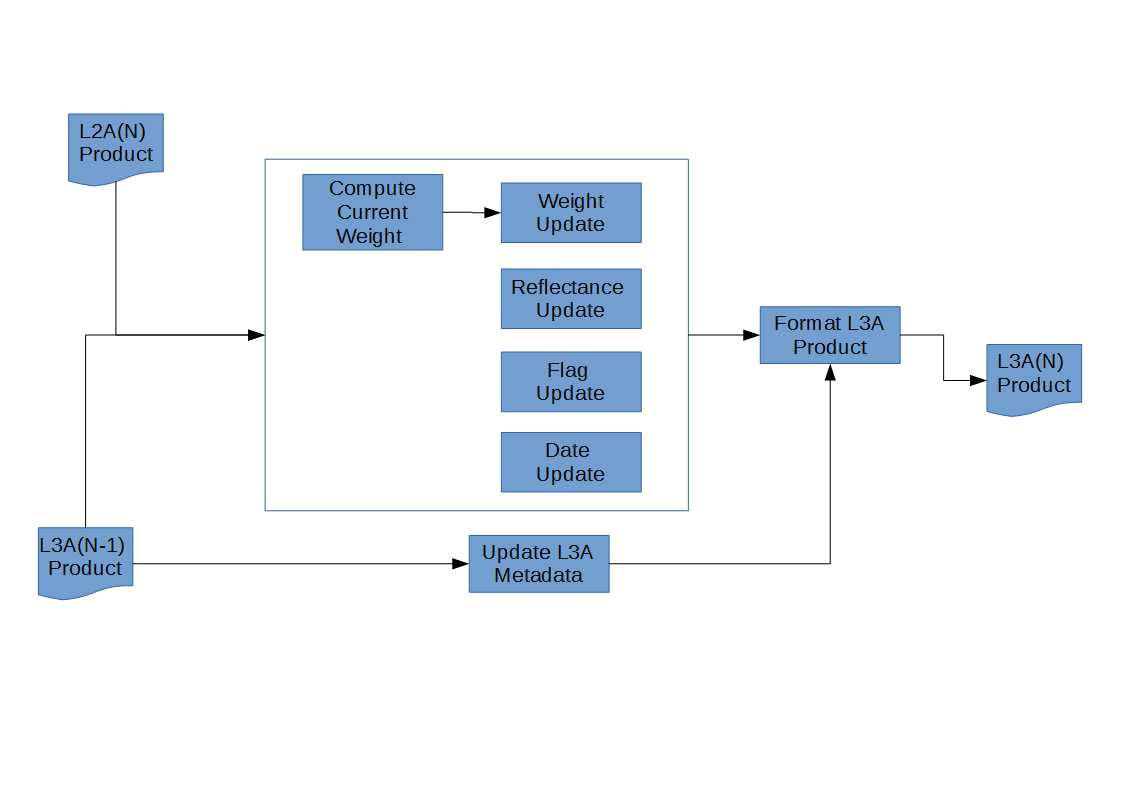 L2A(N)
Product
Compute
Current
Weight
Weight
Update
Reflectance
Update
Flag
Update
Date
Update
Format L3A
Product
L3A(N)
Product
L3A(N-1)
Product
Update L3A
Metadata